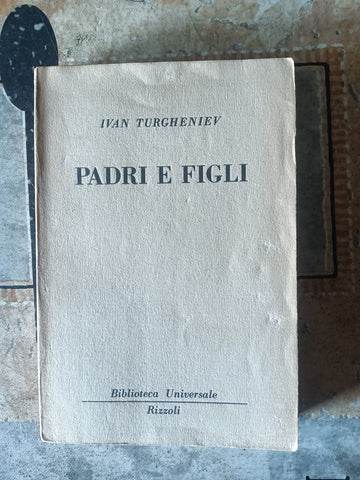 IVAN TURGHENIEV
PADRI E FIGLI
Biblioteca Universale
Rizzoli